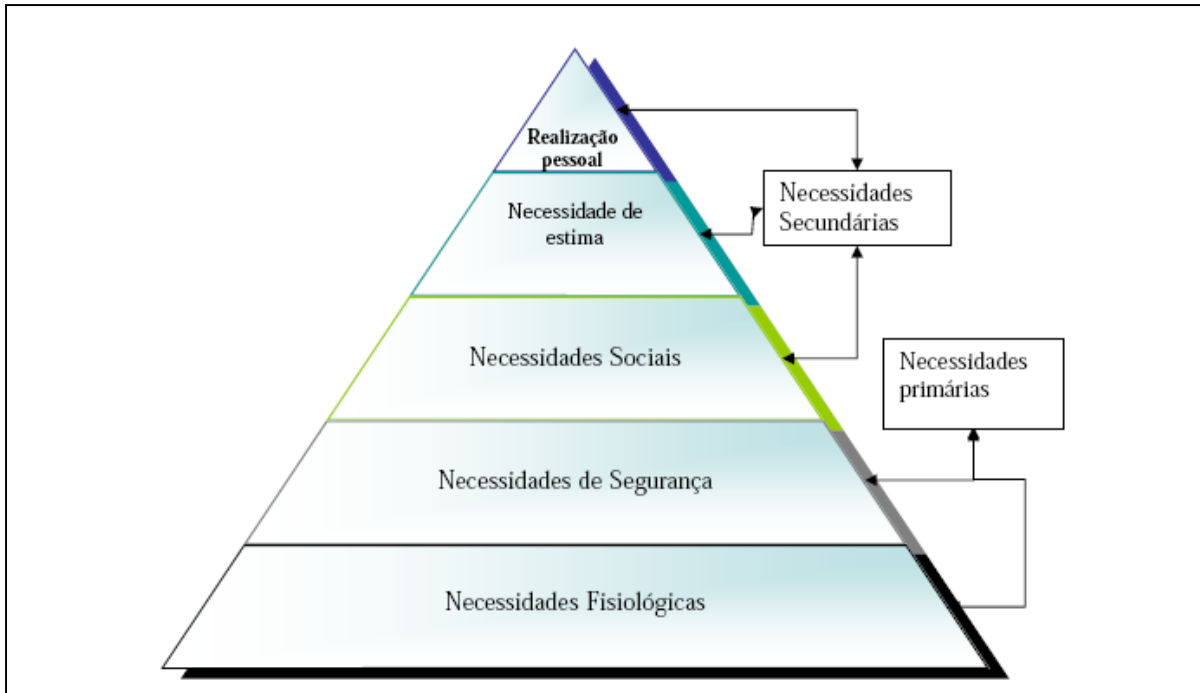 Realização
pessoal
Necessidade de
estima
Necessidades
Secundárias
Necessidades Sociais
Necessidades
primárias
Necessidades de Segurança
Necessidades Fisiológicas